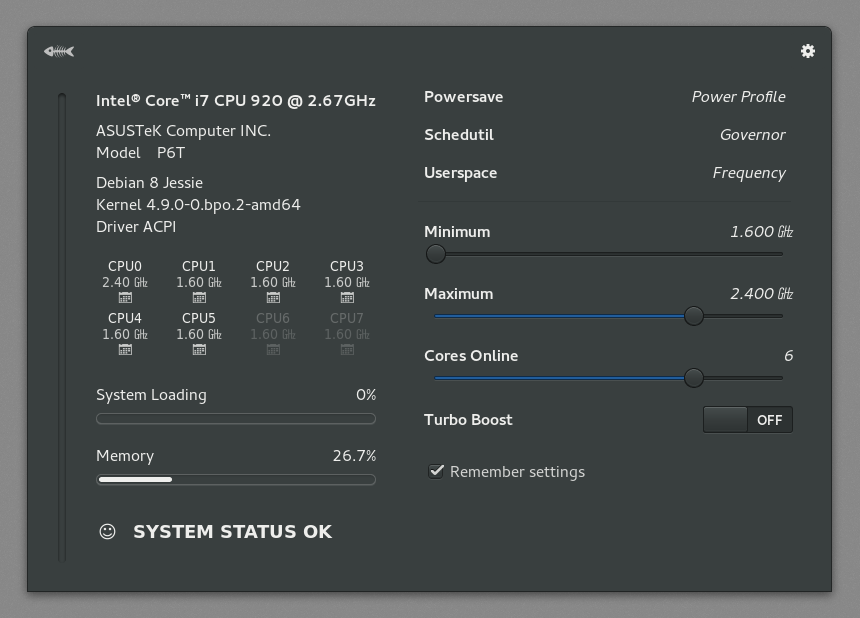 Intel® Core™ i7 CPU 920 @ 2.67GHz
ASUSTeK Computer INC.
Model P6T
Debian 8 Jessie
Kernel 4.9.0-0.bpo.2-amd64
Driver ACPI
CPU0 CPU1 CPU2 CPU3
2.40 ㎓ 1.60 ㎓ 1.60 ㎓ 1.60 ㎓
CPU4 CPU5 CPU6 CPU7
1.60 ㎓ 1.60 ㎓ 1.60 ㎓ 1.60 ㎓
System Loading 0%
Memory 26.7%
☺ SYSTEM STATUS OK
Powersave Power Profile
Schedutil Governor
Userspace Frequency
Minimum 1.600 ㎓
Maximum 2.400 ㎓
Cores Online 6
Turbo Boost OFF
Remember settings